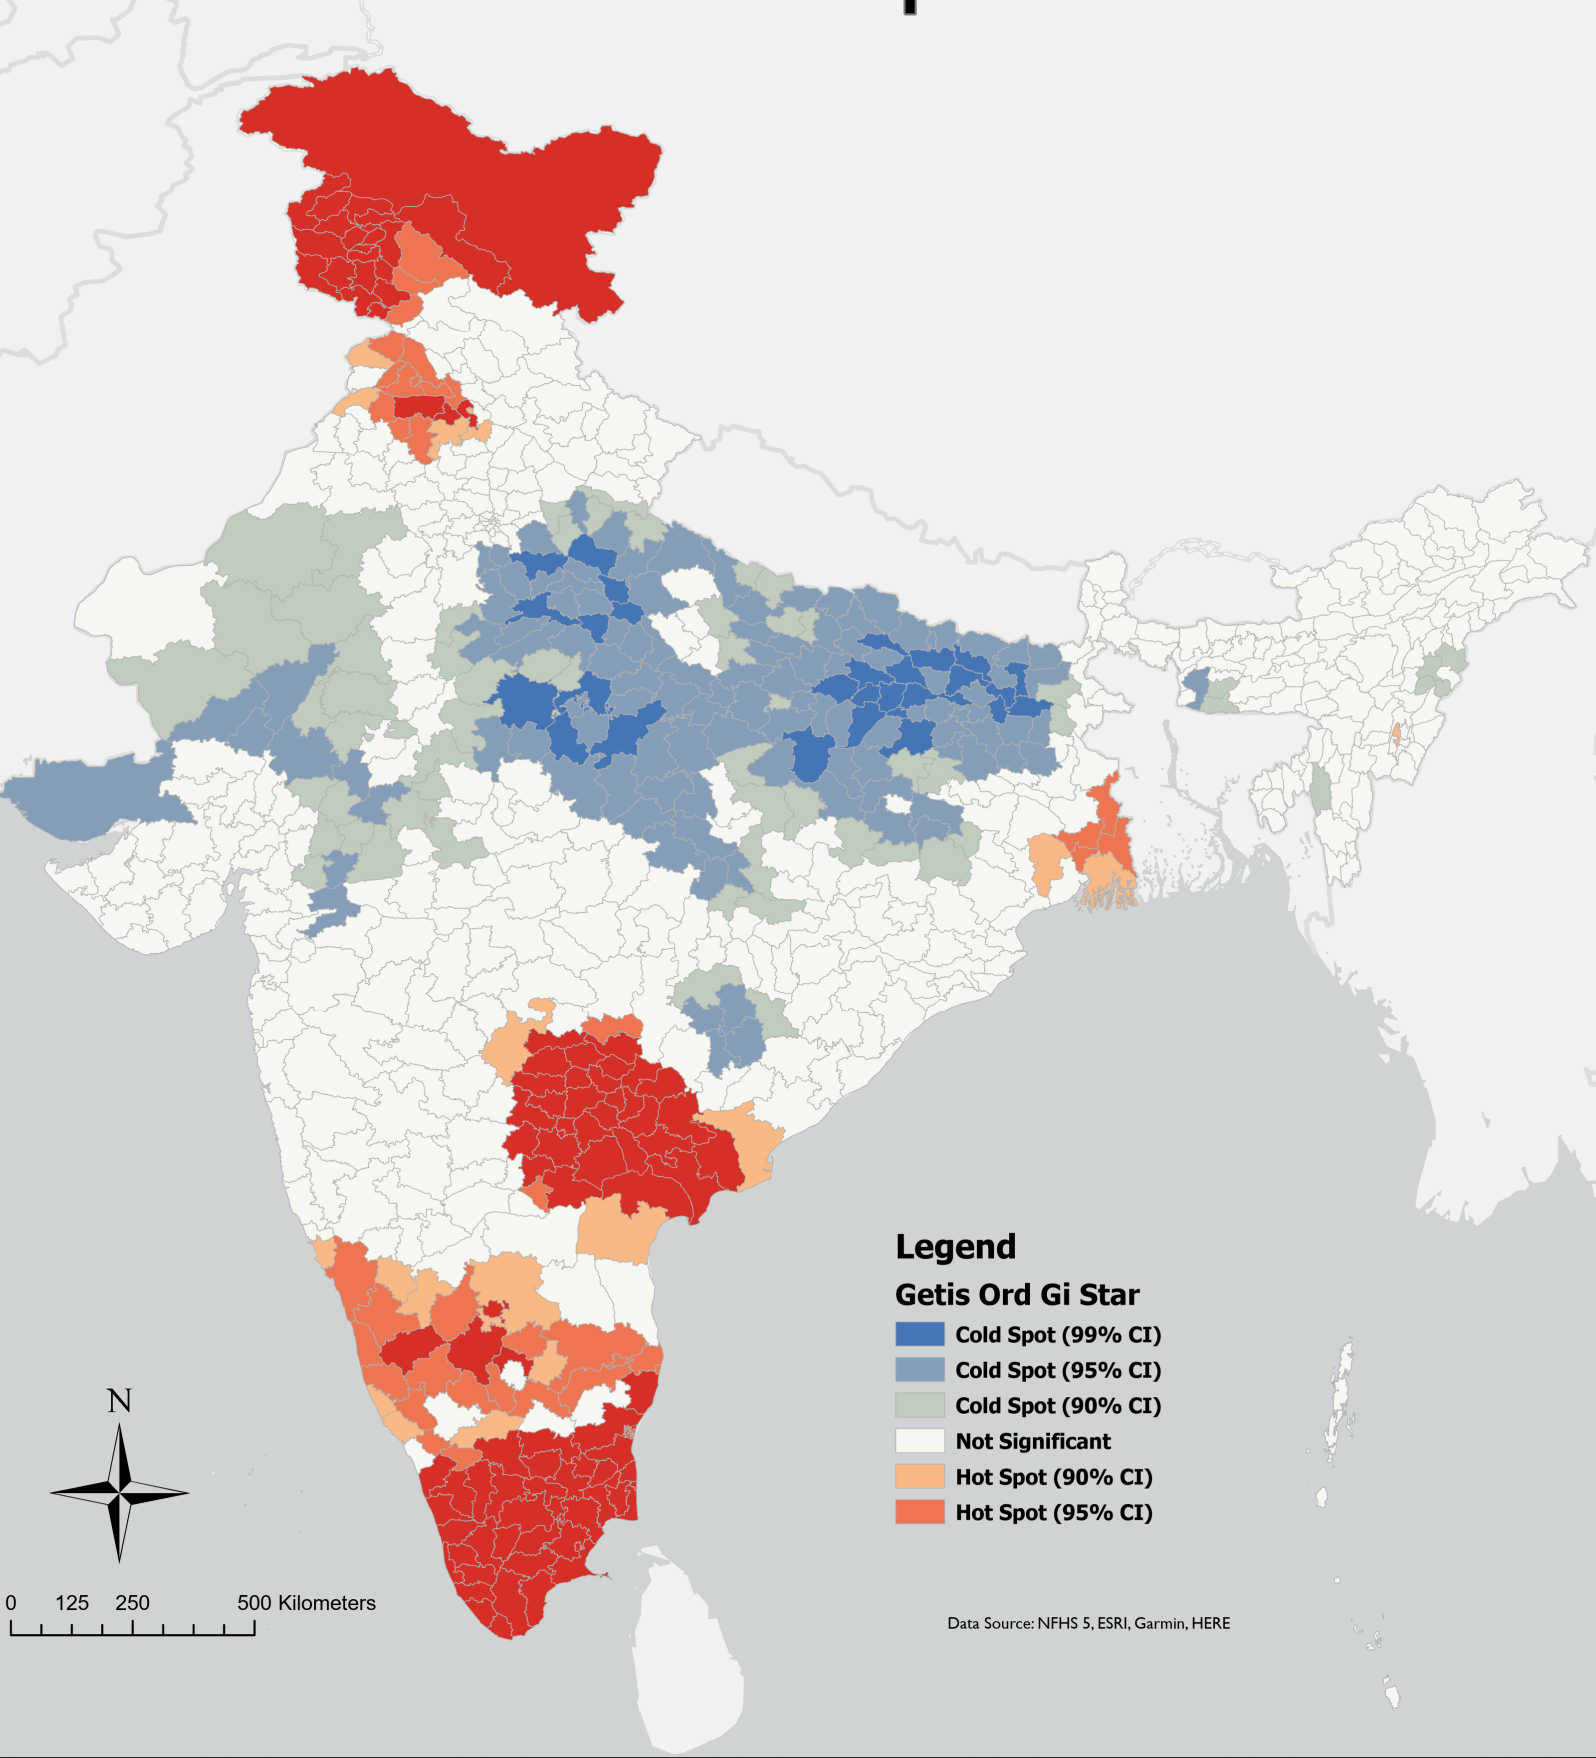 Legend
Getis Ord Gi Star
Cold Spot (99% CI)
Cold Spot (95% CI)
Cold Spot (90% CI)
Not Significant
Hot Spot (90% CI)
Hot Spot (95% CI)
N
0 125 250 500 Kilometers
Data Source: NFHS 5, ESRI, Garmin, HERE